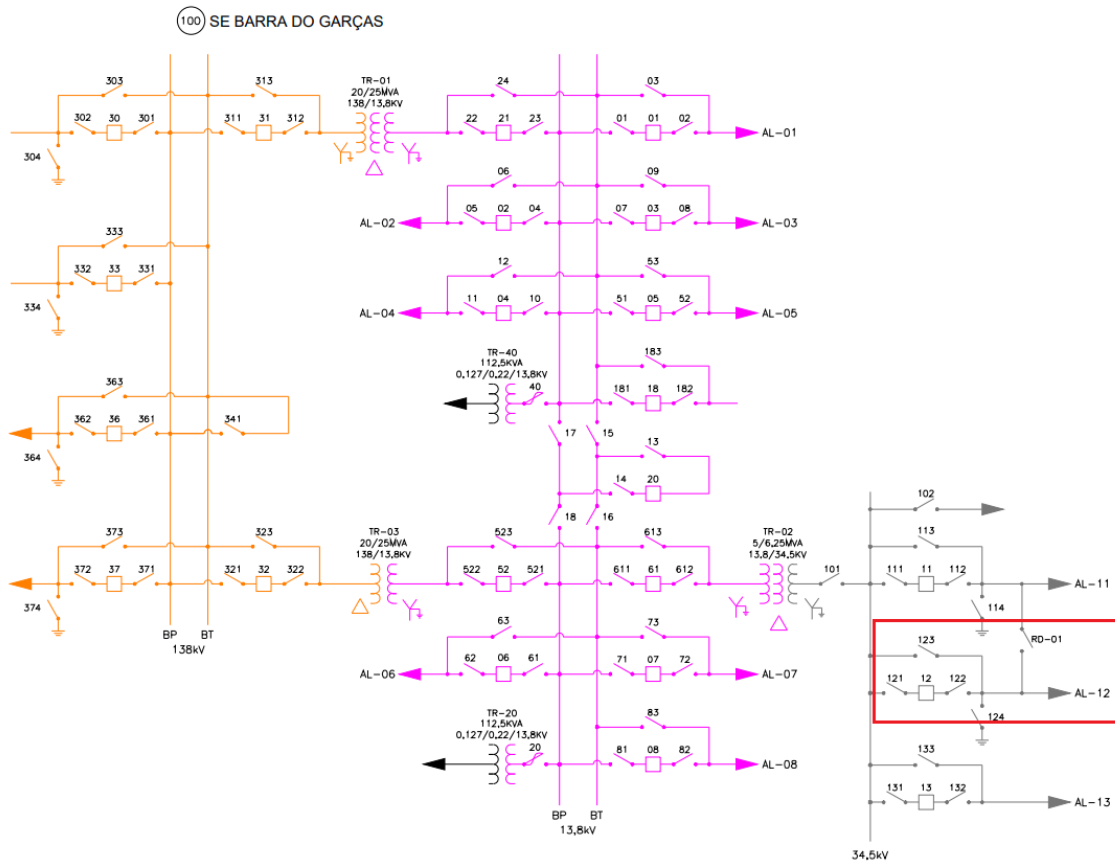 100 SE BARRA DO GARÇAS
303
313
302 30 301
311 31 312
304
TR-01
20/25MVA
138/13,8KV
24
03
22 21 23
01 01 02
AL-01
06
09
AL-02
05 02 04
07 03 08
AL-03
333
332 33 331
334
12
53
AL-04
11 04 10
51 05 52
AL-05
TR-40
112,5KVA
0,127/0,22/13,8KV
40
183
181 18 182
363
362 36 361
341
364
17
15
13
14 20
18
16
373
323
372 37 371
321 32 322
374
TR-03
20/25MVA
138/13,8KV
523
613
522 52 521
611 61 612
TR-02
5/6,25MVA
13,8/34,5KV
101
102
113
111 11 112
AL-11
114
RD-01
123
121 12 122
AL-12
124
133
131 13 132
AL-13
34,5kV
BP BT
138kV
63
73
AL-06
62 06 61
71 07 72
AL-07
TR-20
112,5KVA
0,127/0,22/13,8KV
20
83
81 08 82
AL-08
BP BT
13,8kV